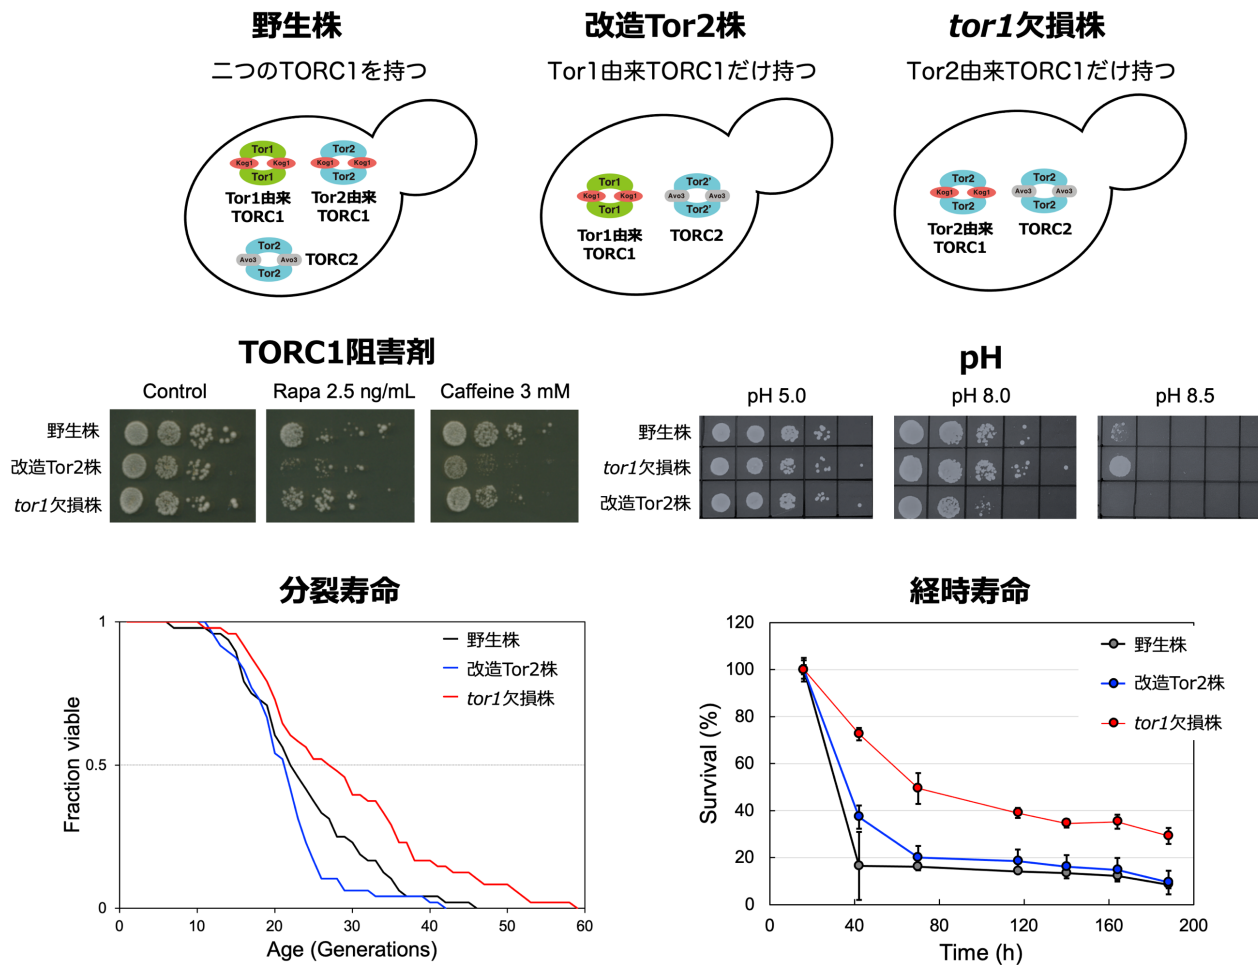 野生株
二つのTORC1を持つ
Tor1
Kog1 Kog1
Tor1
Tor1由来
TORC1
Tor2
Kog1 Kog1
Tor2
Tor2由来
TORC1
Tor2
Avo3 Avo3
Tor2
TORC2
改造Tor2株
Tor1由来TORC1だけ持つ
Tor1
Kog1 Kog1
Tor1
Tor1由来
TORC1
Tor2'
Avo3 Avo3
Tor2'
TORC2
tor1欠損株
Tor2由来TORC1だけ持つ
Tor2
Kog1 Kog1
Tor2
Tor2由来
TORC1
Tor2
Avo3 Avo3
Tor2
TORC2
TORC1阻害剤
Control Rapa 2.5 ng/mL Caffeine 3 mM
野生株
改造Tor2株
tor1欠損株
pH
pH 5.0 pH 8.0 pH 8.5
野生株
tor1欠損株
改造Tor2株
分裂寿命
野生株
改造Tor2株
tor1欠損株
Fraction viable
1
0.5
0
0 10 20 30 40 50 60
Age (Generations)
経時寿命
野生株
改造Tor2株
tor1欠損株
Survival (%)
120
100
80
60
40
20
0
0 40 80 120 160 200
Time (h)